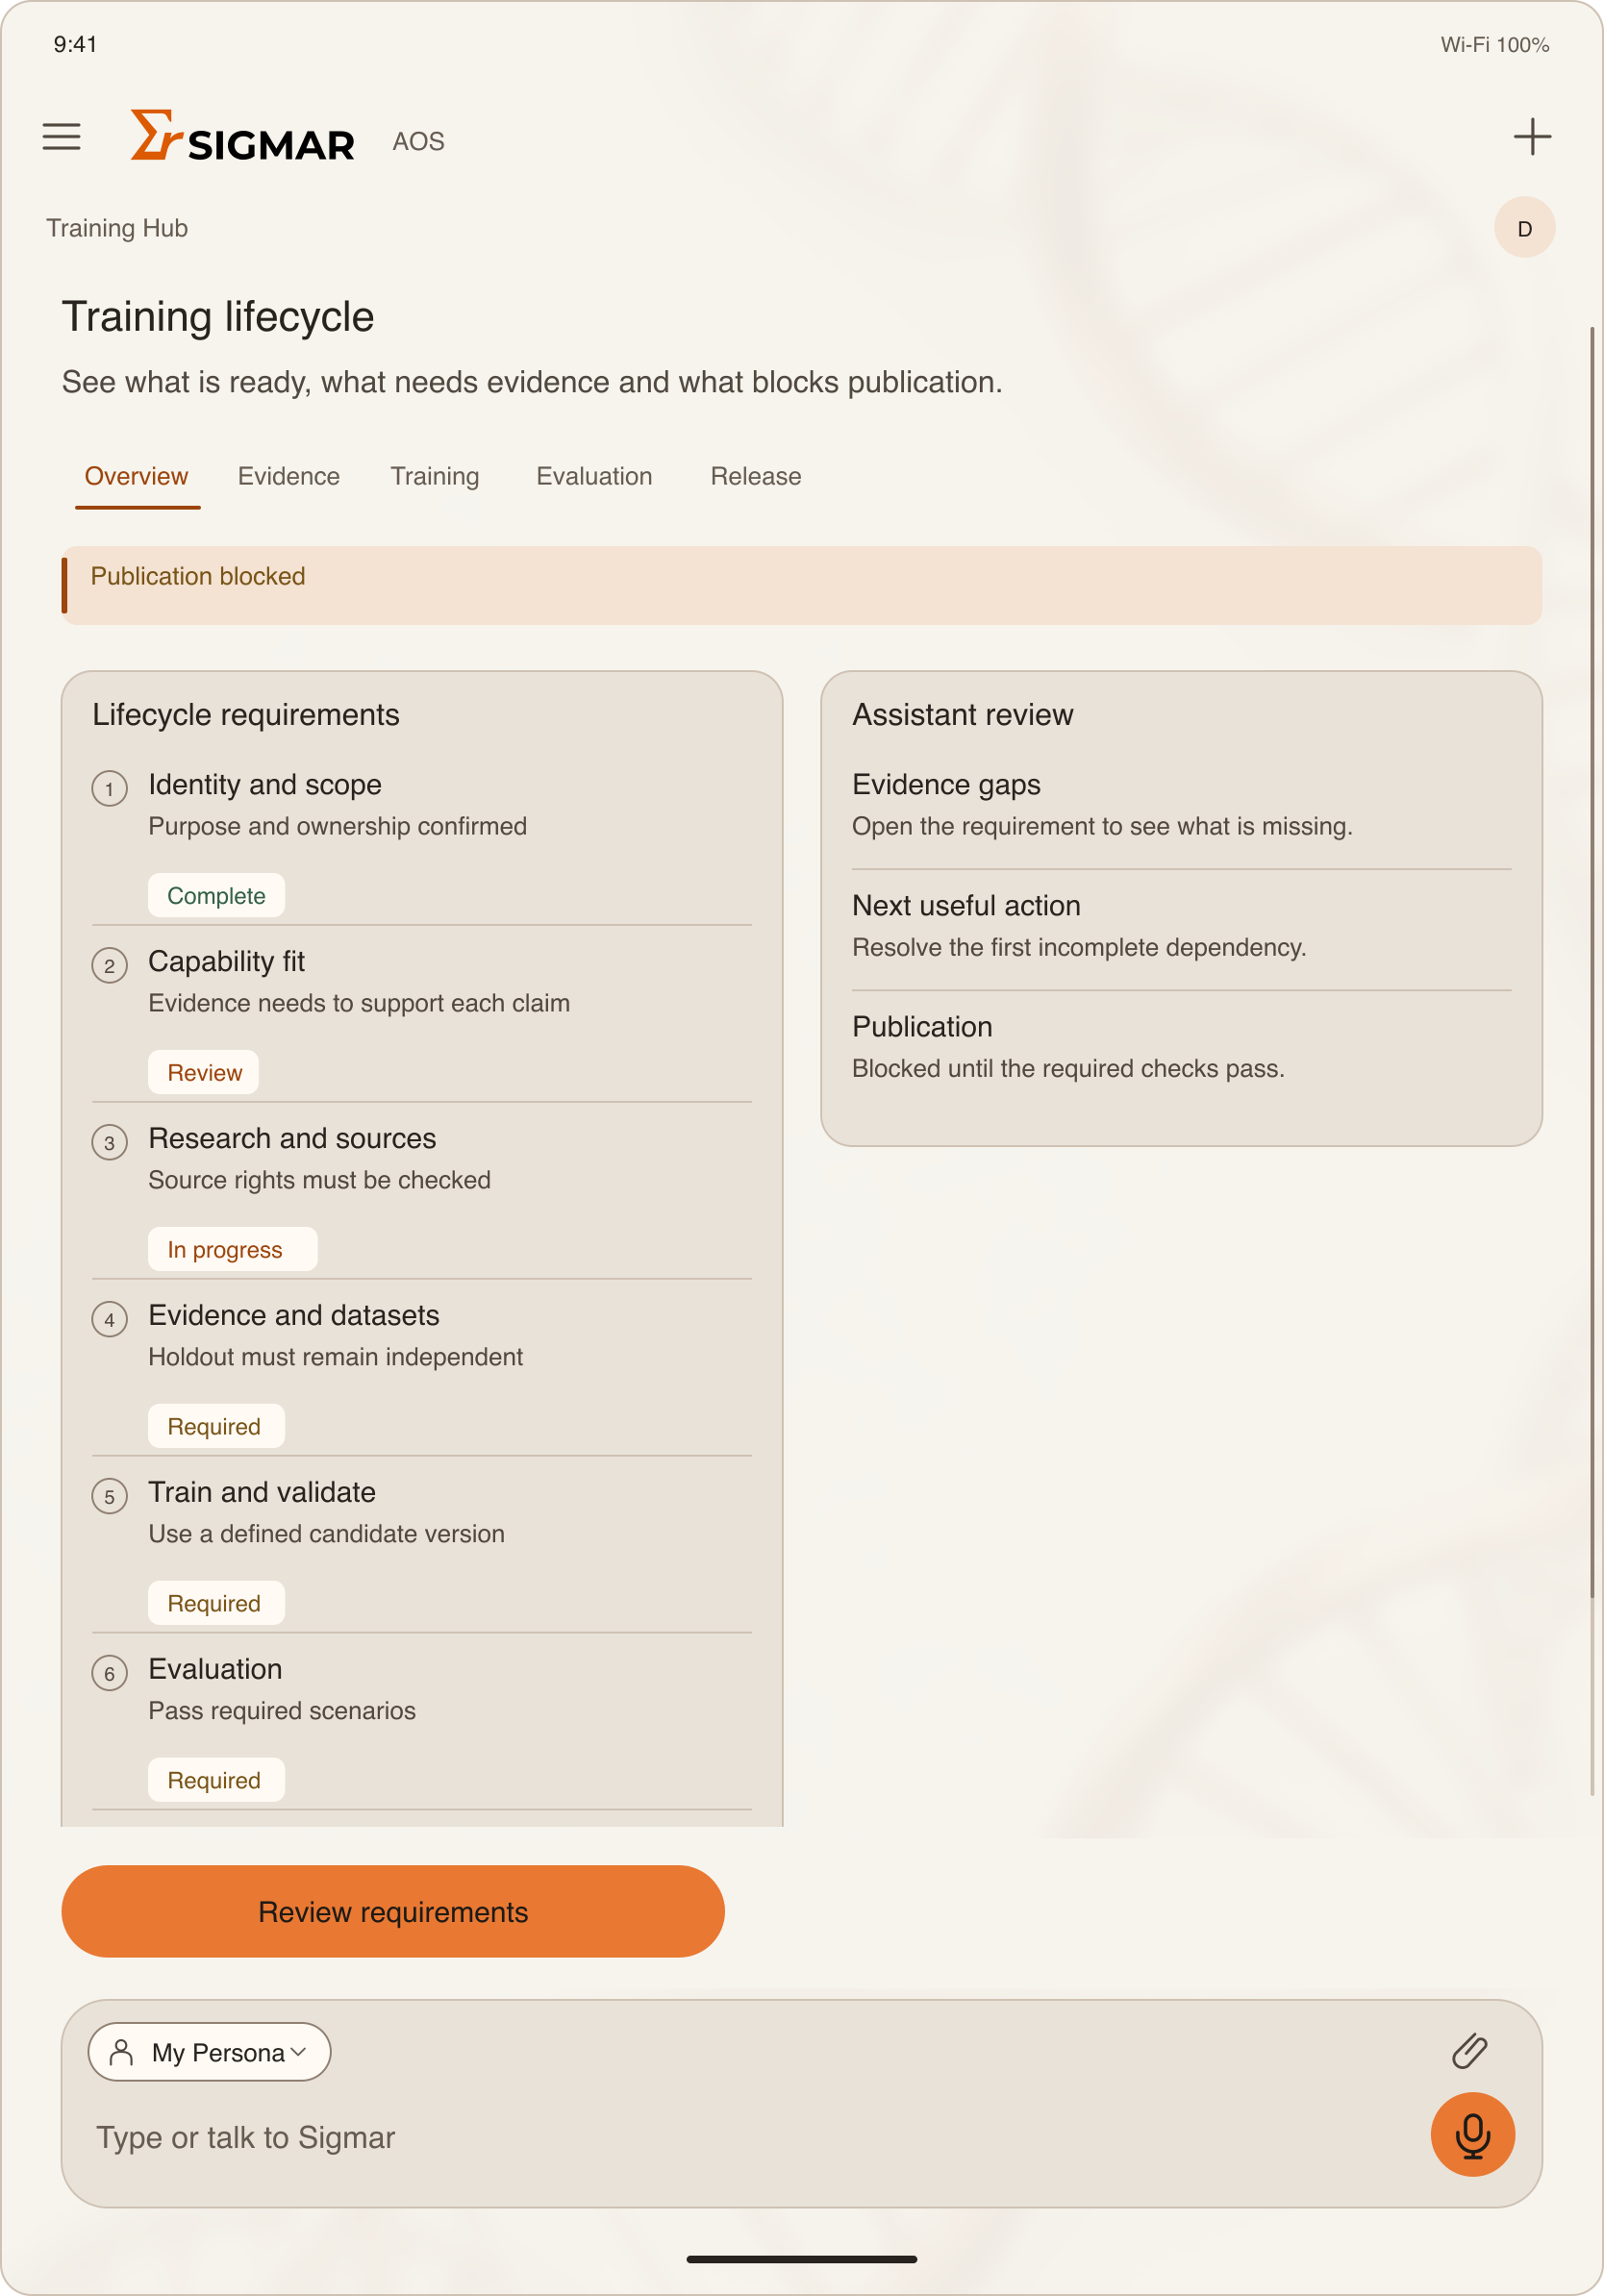 9:41
Wi-Fi 100%
Σr SIGMAR AOS
Training Hub
D
Training lifecycle
See what is ready, what needs evidence and what blocks publication.
Overview Evidence Training Evaluation Release
Publication blocked
Lifecycle requirements
1 Identity and scope
Purpose and ownership confirmed
Complete
2 Capability fit
Evidence needs to support each claim
Review
3 Research and sources
Source rights must be checked
In progress
4 Evidence and datasets
Holdout must remain independent
Required
5 Train and validate
Use a defined candidate version
Required
6 Evaluation
Pass required scenarios
Required
Assistant review
Evidence gaps
Open the requirement to see what is missing.
Next useful action
Resolve the first incomplete dependency.
Publication
Blocked until the required checks pass.
Review requirements
My Persona
Type or talk to Sigmar